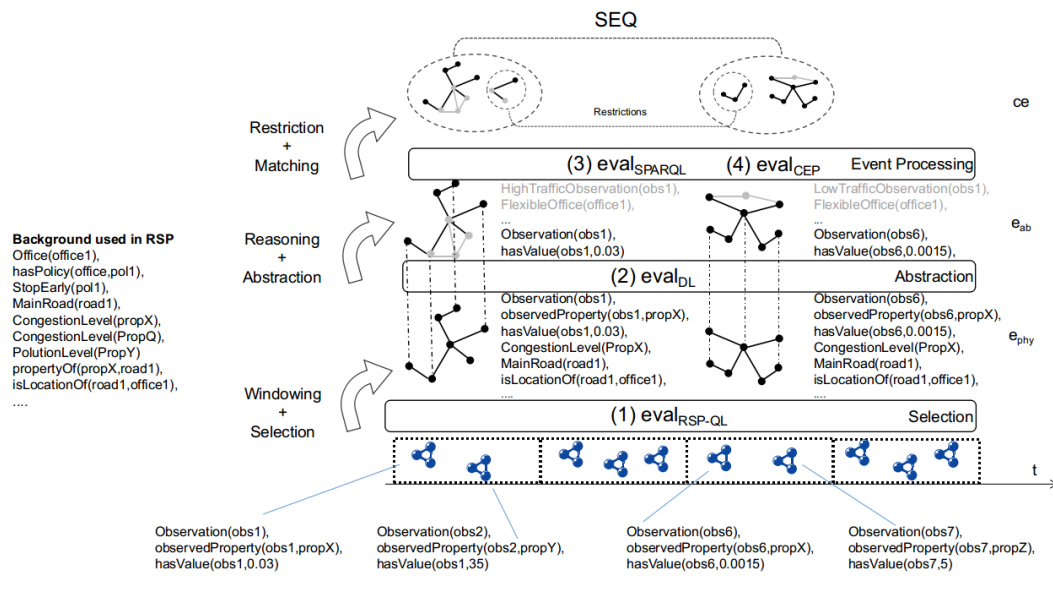 SEQ
ce
Restrictions
Restriction
+
Matching
(3) evalSPARQL
(4) evalCEP
Event Processing
HighTrafficObservation(obs1),
FlexibleOffice(office1),
...
Observation(obs1),
hasValue(obs1,0.03)
LowTrafficObservation(obs1),
FlexibleOffice(office1),
...
Observation(obs6),
hasValue(obs6,0.0015)
eab
Reasoning
+
Abstraction
Background used in RSP
Office(office1),
hasPolicy(office,pol1),
StopEarly(pol1),
MainRoad(road1),
CongestionLevel(propX),
CongestionLevel(PropQ),
PolutionLevel(PropY)
propertyOf(propX,road1),
isLocationOf(road1,office1),
....
(2) evalDL
Abstraction
Observation(obs1),
observedProperty(obs1,propX),
hasValue(obs1,0.03),
CongestionLevel(PropX),
MainRoad(road1),
isLocationOf(road1,office1),
....
Observation(obs6),
observedProperty(obs6,propX),
hasValue(obs6,0.0015),
CongestionLevel(PropX),
MainRoad(road1),
isLocationOf(road1,office1),
....
ephy
Windowing
+
Selection
(1) evalRSP-QL
Selection
t
Observation(obs1),
observedProperty(obs1,propX),
hasValue(obs1,0.03)
Observation(obs2),
observedProperty(obs2,propY),
hasValue(obs1,35)
Observation(obs6),
observedProperty(obs6,propX),
hasValue(obs6,0.0015)
Observation(obs7),
observedProperty(obs7,propZ),
hasValue(obs7,5)